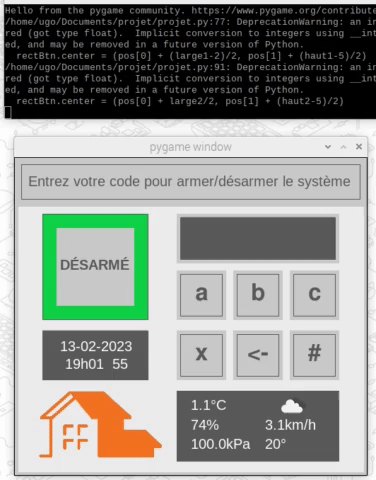 Hello from the pygame community. https://www.pygame.org/contribute
/home/ugo/Documents/projet/projet.py:77: DeprecationWarning: an in
red (got type float).  Implicit conversion to integers using __int
ed, and may be removed in a future version of Python.
  rectBtn.center = (pos[0] + (large1-2)/2, pos[1] + (haut1-5)/2)
/home/ugo/Documents/projet/projet.py:91: DeprecationWarning: an in
red (got type float).  Implicit conversion to integers using __int
ed, and may be removed in a future version of Python.
  rectBtn.center = (pos[0] + large2/2, pos[1] + (haut2-5)/2)
pygame window
Entrez votre code pour armer/désarmer le système
DÉSARMÉ
a b c
13-02-2023
19h01 55
x <- #
1.1°C
74% 3.1km/h
100.0kPa 20°